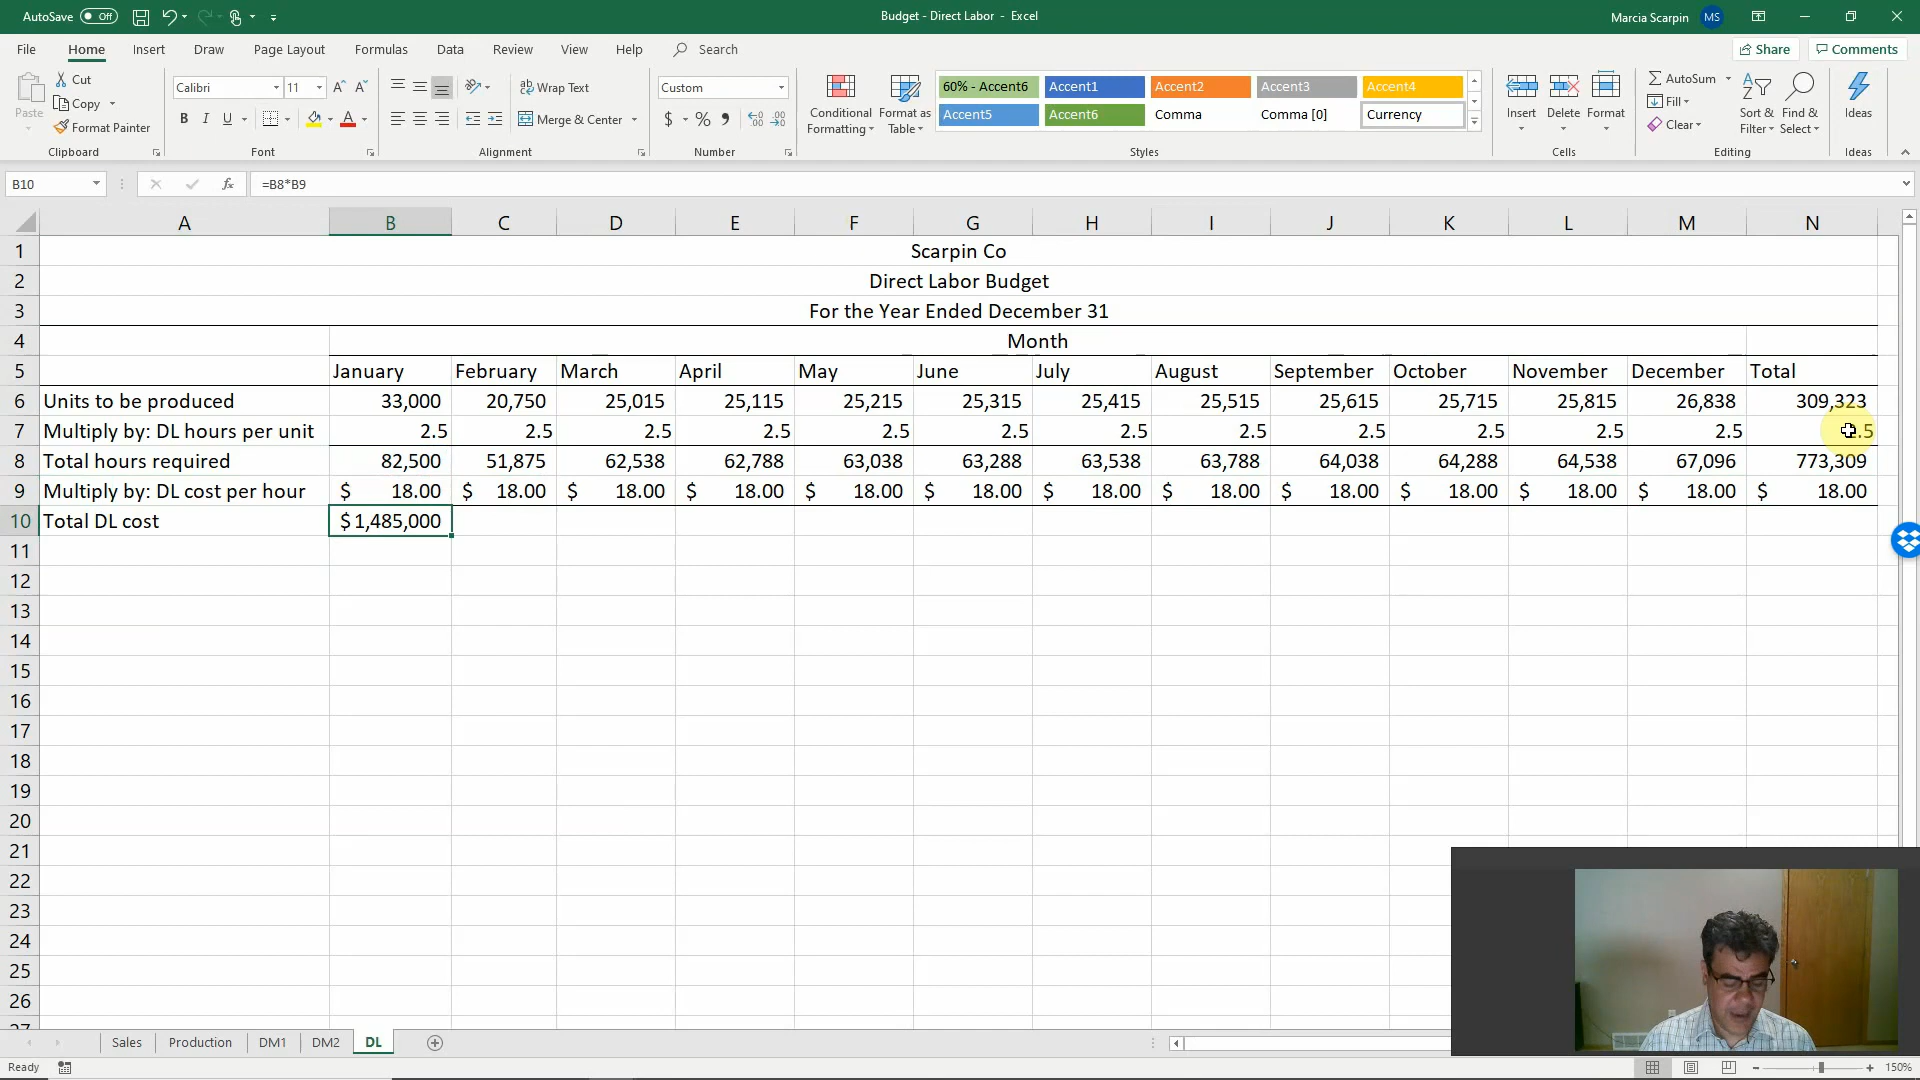 AutoSave Off Budget - Direct Labor - Excel Marcia Scarpin MS
File Home Insert Draw Page Layout Formulas Data Review View Help Search Share Comments
Paste Cut Copy Format Painter Clipboard
Calibri 11 A A B I U A Font
ab Wrap Text Merge & Center Alignment
Custom $ % , Number
Conditional Formatting Format as Table
60% - Accent6 Accent1 Accent2 Accent3 Accent4
Accent5 Accent6 Comma Comma [0] Currency
Styles
Insert Delete Format Cells
AutoSum Fill Clear Sort & Filter Find & Select Editing
Ideas Ideas
B10 fx =B8*B9
A B C D E F G H I J K L M N
1 Scarpin Co
2 Direct Labor Budget
3 For the Year Ended December 31
4 Month
5 January February March April May June July August September October November December Total
6 Units to be produced 33,000 20,750 25,015 25,115 25,215 25,315 25,415 25,515 25,615 25,715 25,815 26,838 309,323
7 Multiply by: DL hours per unit 2.5 2.5 2.5 2.5 2.5 2.5 2.5 2.5 2.5 2.5 2.5 2.5 2.5
8 Total hours required 82,500 51,875 62,538 62,788 63,038 63,288 63,538 63,788 64,038 64,288 64,538 67,096 773,309
9 Multiply by: DL cost per hour $ 18.00 $ 18.00 $ 18.00 $ 18.00 $ 18.00 $ 18.00 $ 18.00 $ 18.00 $ 18.00 $ 18.00 $ 18.00 $ 18.00 $ 18.00
10 Total DL cost $ 1,485,000
11
12
13
14
15
16
17
18
19
20
21
22
23
24
25
26
Sales Production DM1 DM2 DL
Ready 150%